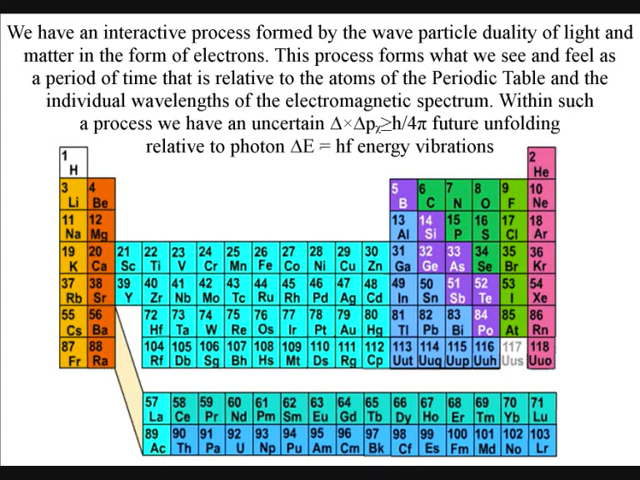 We have an interactive process formed by the wave particle duality of light and
matter in the form of electrons. This process forms what we see and feel as
a period of time that is relative to the atoms of the Periodic Table and the
individual wavelengths of the electromagnetic spectrum. Within such
a process we have an uncertain Δ×Δpₓ≥h/4π future unfolding
relative to photon ΔE = hf energy vibrations
1 2
H He
3 4 5 6 7 8 9 10
Li Be B C N O F Ne
11 12 13 14 15 16 17 18
Na Mg Al Si P S Cl Ar
19 20 21 22 23 24 25 26 27 28 29 30 31 32 33 34 35 36
K Ca Sc Ti V Cr Mn Fe Co Ni Cu Zn Ga Ge As Se Br Kr
37 38 39 40 41 42 43 44 45 46 47 48 49 50 51 52 53 54
Rb Sr Y Zr Nb Mo Tc Ru Rh Pd Ag Cd In Sn Sb Te I Xe
55 56 72 73 74 75 76 77 78 79 80 81 82 83 84 85 86
Cs Ba Hf Ta W Re Os Ir Pt Au Hg Tl Pb Bi Po At Rn
87 88 104 105 106 107 108 109 110 111 112 113 114 115 116 117 118
Fr Ra Rf Db Sg Bh Hs Mt Ds Rg Cp Uut Uuq Uup Uuh Uus Uuo
57 58 59 60 61 62 63 64 65 66 67 68 69 70 71
La Ce Pr Nd Pm Sm Eu Gd Tb Dy Ho Er Tm Yb Lu
89 90 91 92 93 94 95 96 97 98 99 100 101 102 103
Ac Th Pa U Np Pu Am Cm Bk Cf Es Fm Md No Lr